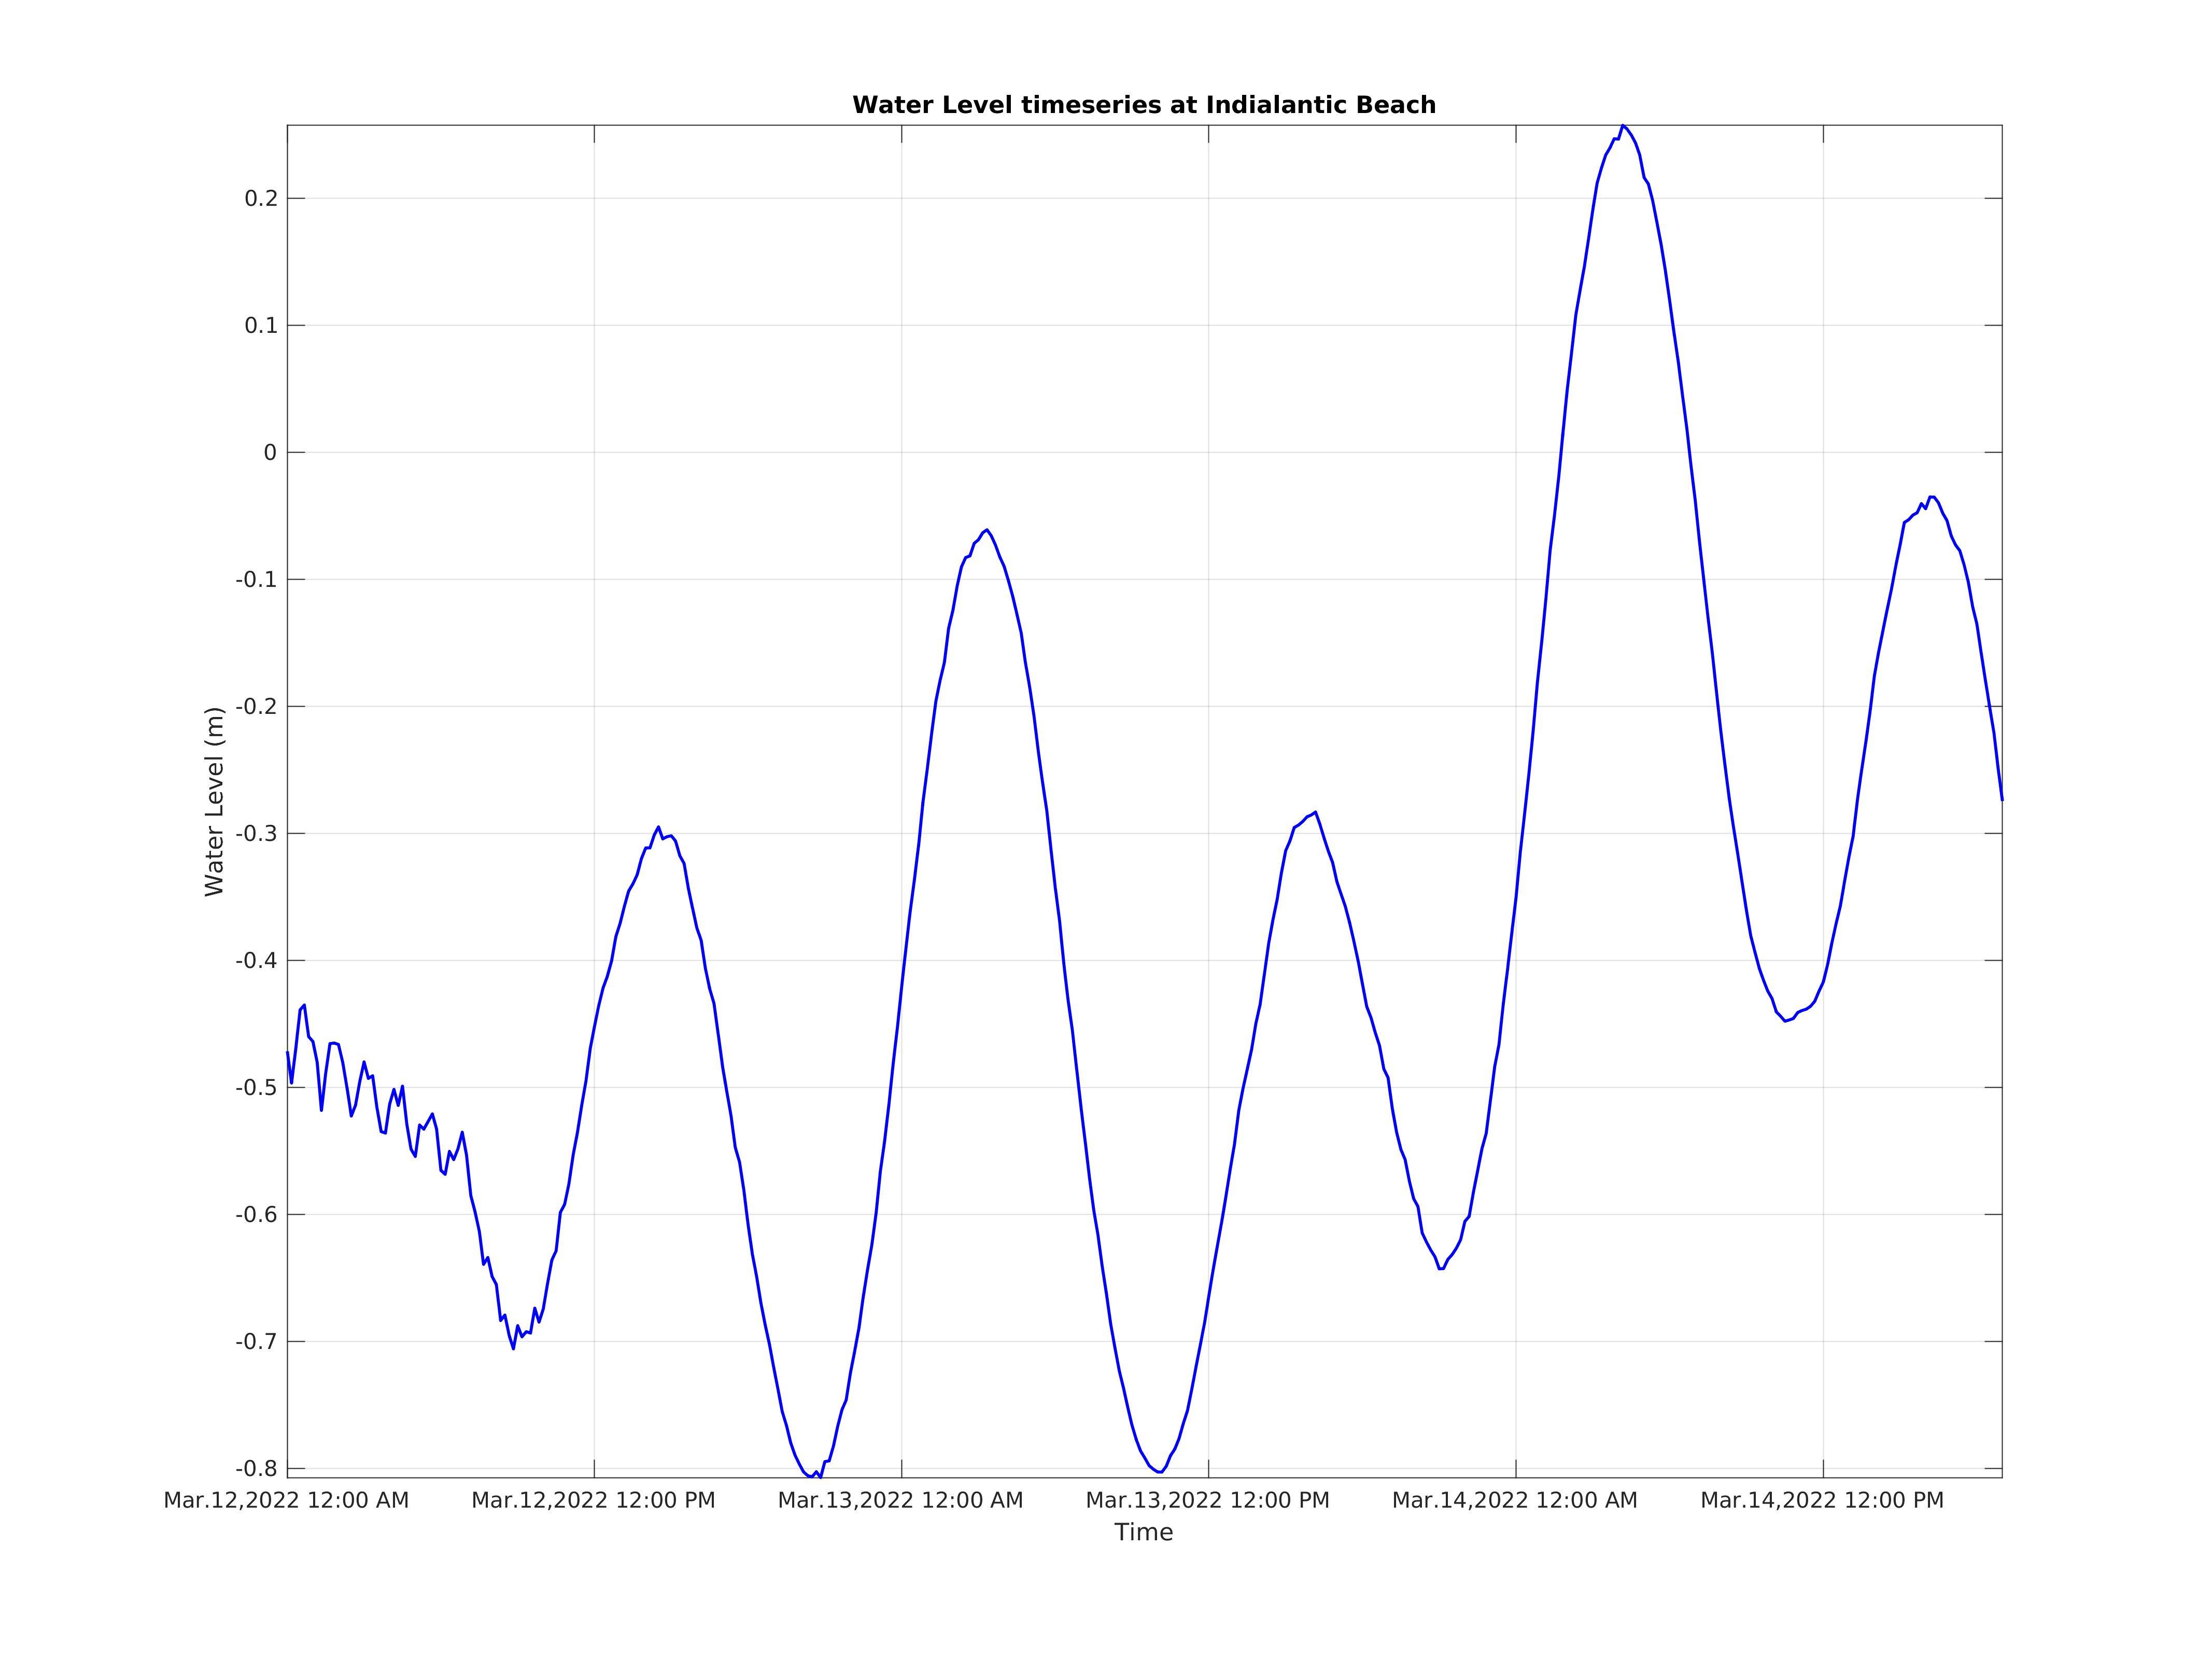 Water Level timeseries at Indialantic Beach
0.2
0.1
0
-0.1
-0.2
-0.3
-0.4
-0.5
-0.6
-0.7
-0.8
Water Level (m)
Mar.12,2022 12:00 AM
Mar.12,2022 12:00 PM
Mar.13,2022 12:00 AM
Mar.13,2022 12:00 PM
Mar.14,2022 12:00 AM
Mar.14,2022 12:00 PM
Time